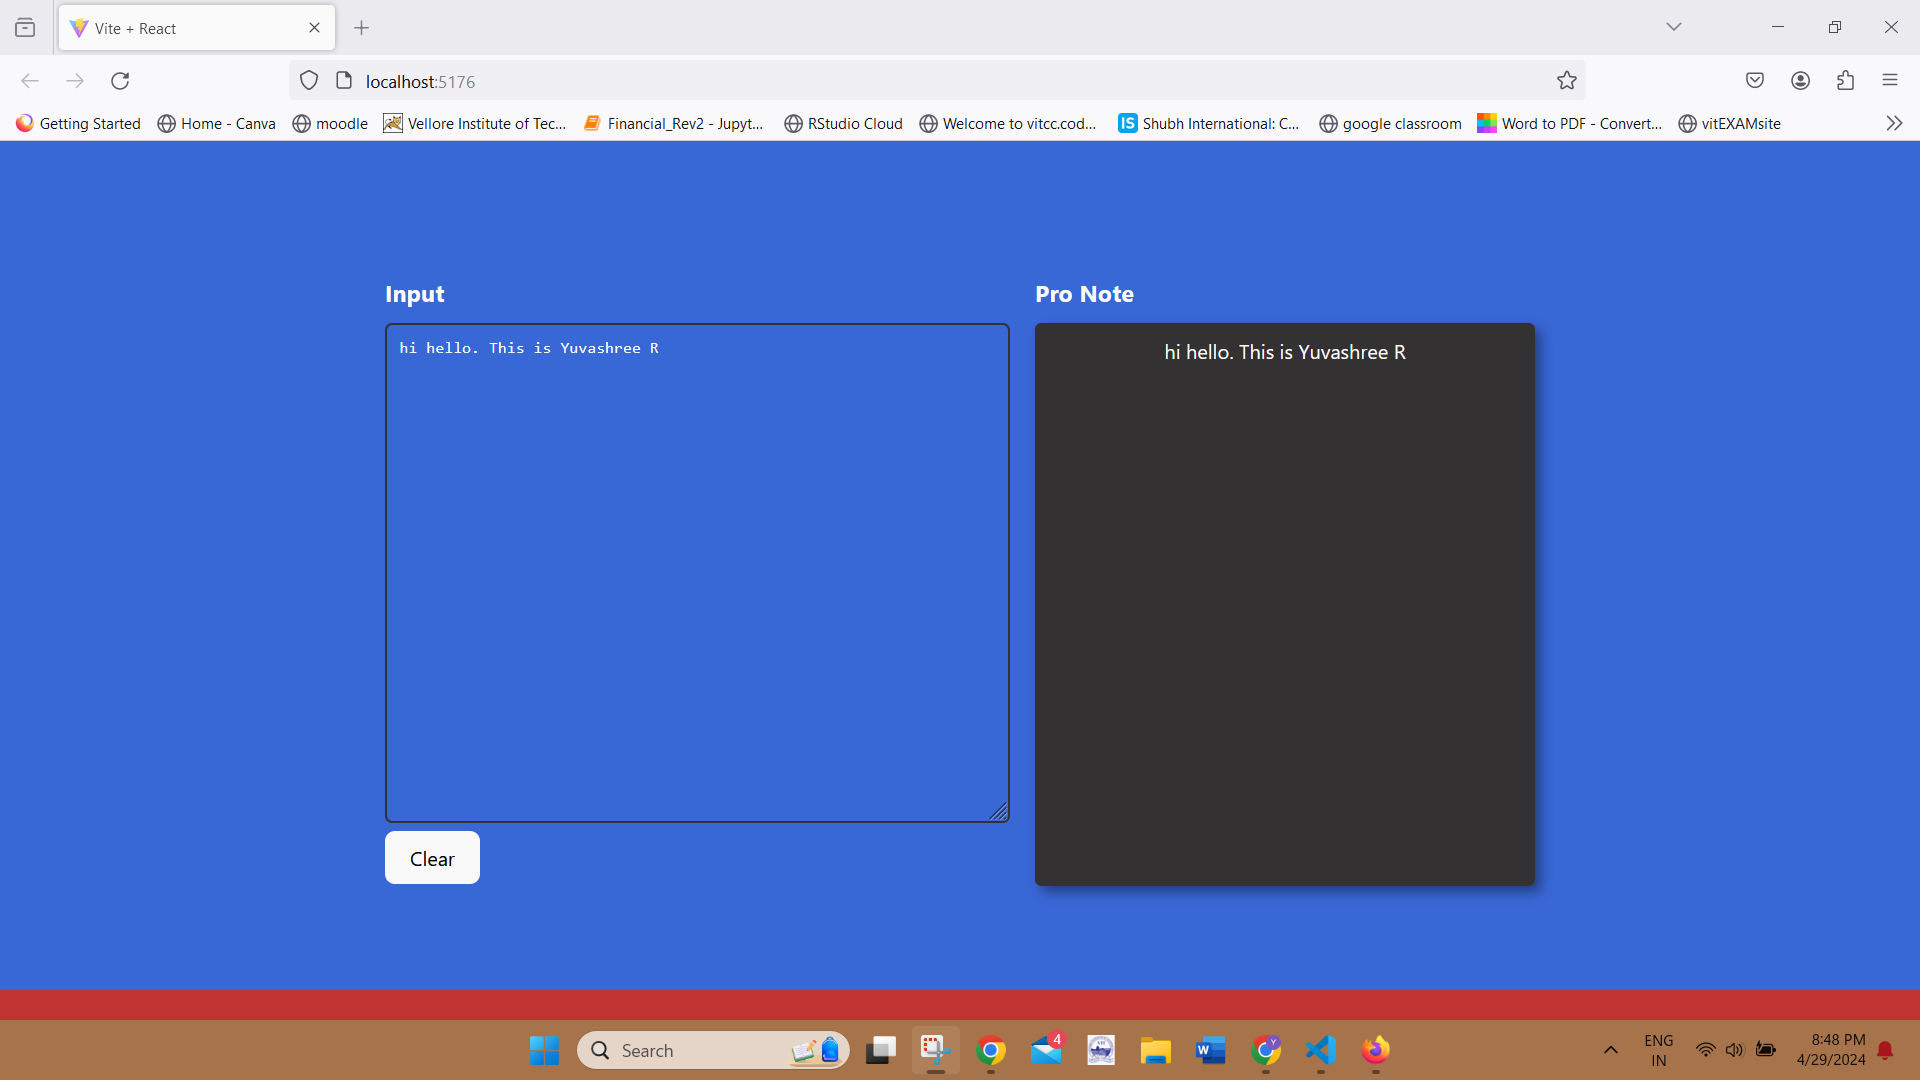 Vite + React
localhost:5176
Getting Started
Home - Canva
moodle
Vellore Institute of Tec...
Financial_Rev2 - Jupyt...
RStudio Cloud
Welcome to vitcc.cod...
IS Shubh International: C...
google classroom
Word to PDF - Convert...
vitEXAMsite
Input
Pro Note
hi hello. This is Yuvashree R
hi hello. This is Yuvashree R
Clear
Search
4
W
Y
ENG
IN
8:48 PM
4/29/2024